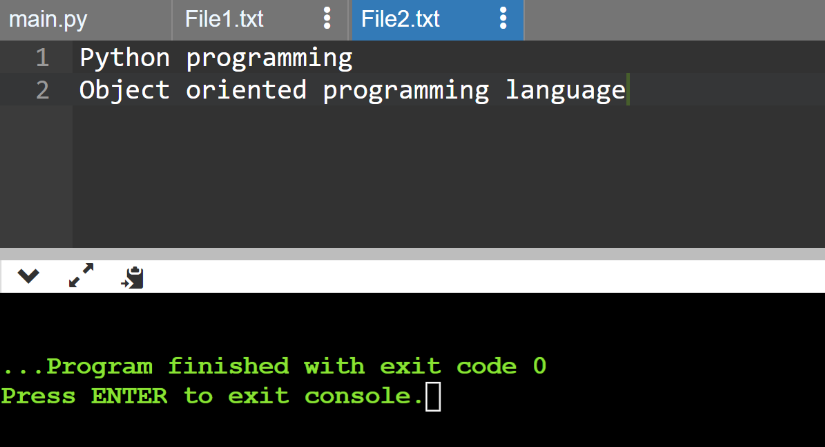 main.py File1.txt File2.txt
1 Python programming
2 Object oriented programming language
...Program finished with exit code 0
Press ENTER to exit console.